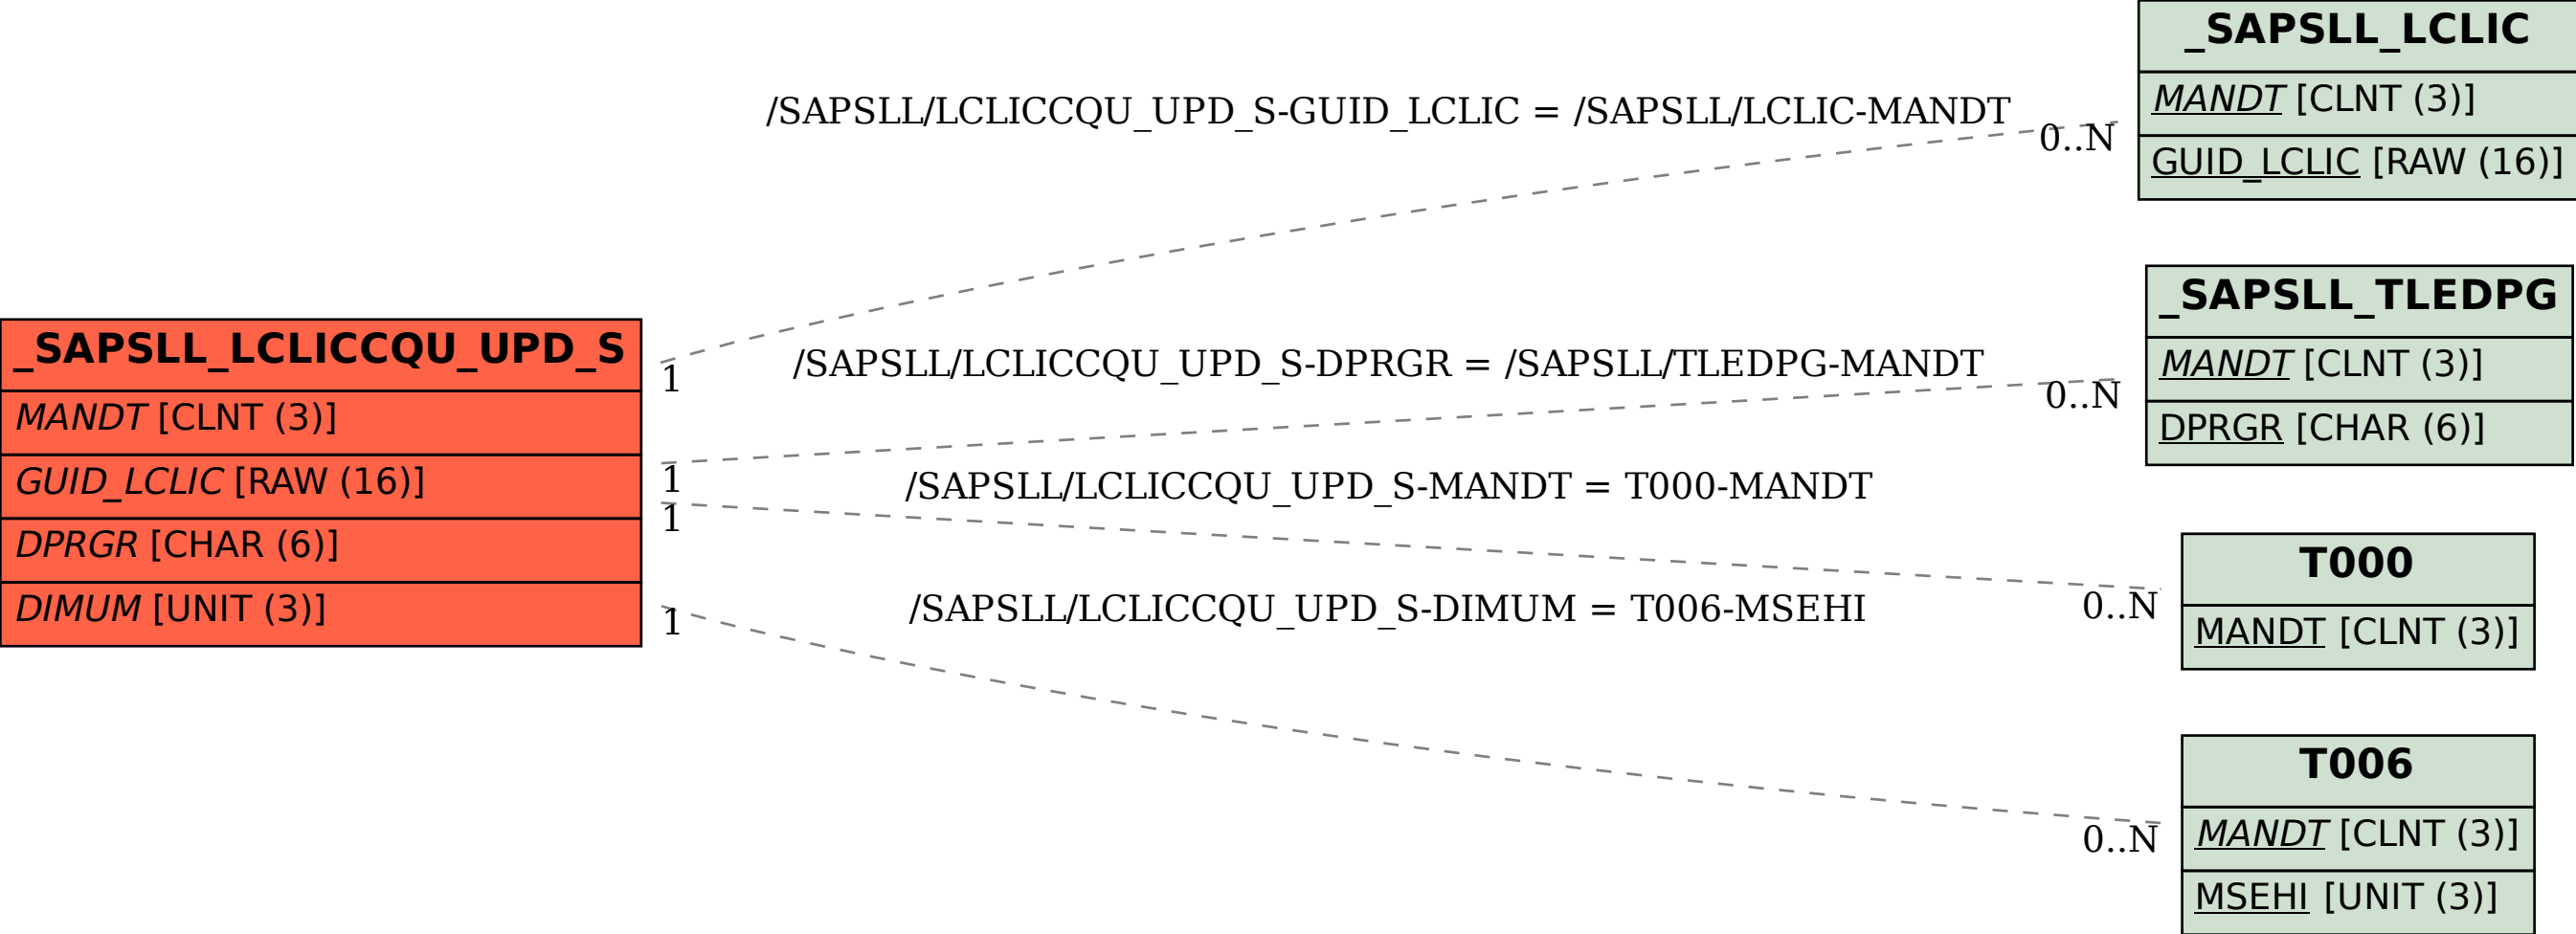 _SAPSLL_LCLICCQU_UPD_S
MANDT [CLNT (3)]
GUID_LCLIC [RAW (16)]
DPRGR [CHAR (6)]
DIMUM [UNIT (3)]
/SAPSLL/LCLICCQU_UPD_S-GUID_LCLIC = /SAPSLL/LCLIC-MANDT
1
0..N
/SAPSLL/LCLICCQU_UPD_S-DPRGR = /SAPSLL/TLEDPG-MANDT
1
0..N
/SAPSLL/LCLICCQU_UPD_S-MANDT = T000-MANDT
1
0..N
/SAPSLL/LCLICCQU_UPD_S-DIMUM = T006-MSEHI
1
0..N
_SAPSLL_LCLIC
MANDT [CLNT (3)]
GUID_LCLIC [RAW (16)]
_SAPSLL_TLEDPG
MANDT [CLNT (3)]
DPRGR [CHAR (6)]
T000
MANDT [CLNT (3)]
T006
MANDT [CLNT (3)]
MSEHI [UNIT (3)]